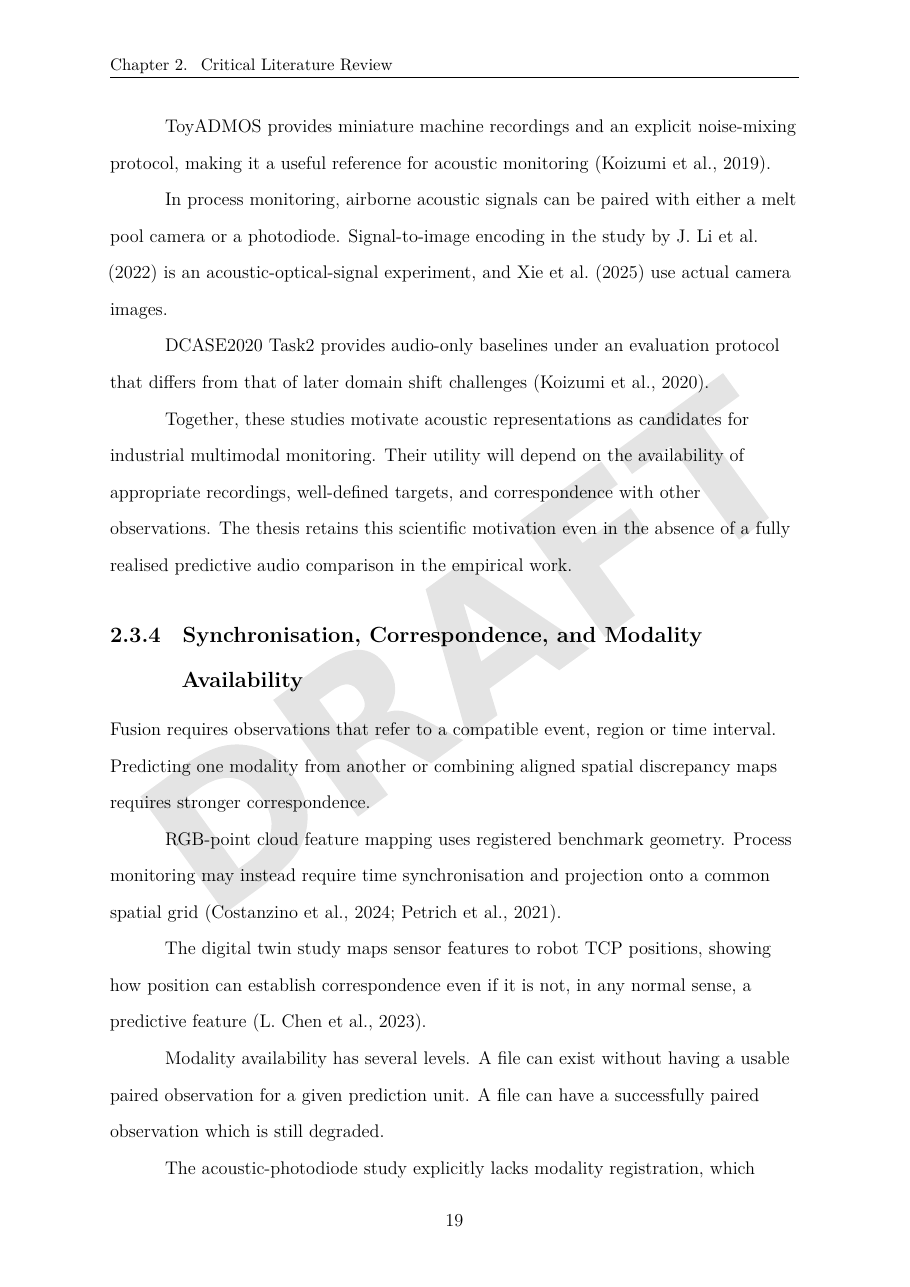 Chapter 2. Critical Literature Review
ToyADMOS provides miniature machine recordings and an explicit noise-mixing
protocol, making it a useful reference for acoustic monitoring (Koizumi et al., 2019).
In process monitoring, airborne acoustic signals can be paired with either a melt
pool camera or a photodiode. Signal-to-image encoding in the study by J. Li et al.
(2022) is an acoustic-optical-signal experiment, and Xie et al. (2025) use actual camera
images.
DCASE2020 Task2 provides audio-only baselines under an evaluation protocol
that differs from that of later domain shift challenges (Koizumi et al., 2020).
Together, these studies motivate acoustic representations as candidates for
industrial multimodal monitoring. Their utility will depend on the availability of
appropriate recordings, well-defined targets, and correspondence with other
observations. The thesis retains this scientific motivation even in the absence of a fully
realised predictive audio comparison in the empirical work.
2.3.4 Synchronisation, Correspondence, and Modality
Availability
Fusion requires observations that refer to a compatible event, region or time interval.
Predicting one modality from another or combining aligned spatial discrepancy maps
requires stronger correspondence.
RGB-point cloud feature mapping uses registered benchmark geometry. Process
monitoring may instead require time synchronisation and projection onto a common
spatial grid (Costanzino et al., 2024; Petrich et al., 2021).
The digital twin study maps sensor features to robot TCP positions, showing
how position can establish correspondence even if it is not, in any normal sense, a
predictive feature (L. Chen et al., 2023).
Modality availability has several levels. A file can exist without having a usable
paired observation for a given prediction unit. A file can have a successfully paired
observation which is still degraded.
The acoustic-photodiode study explicitly lacks modality registration, which
19
DRAFT